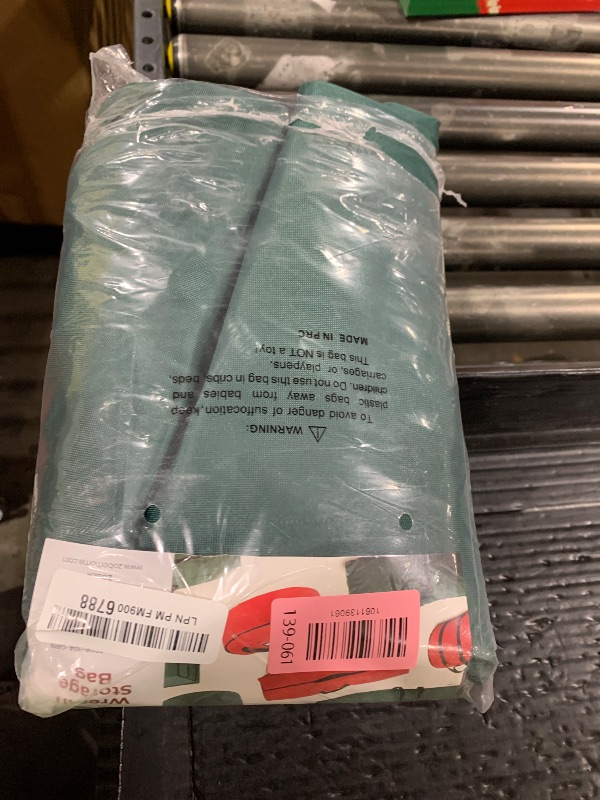 ⚠ WARNING:
To avoid danger of suffocation, keep
plastic bags away from babies and
children. Do not use this bag in cribs, beds,
carriages, or playpens.
This bag is NOT a toy!
MADE IN PRC
Storage
Bag
LPN PM FM900 6788
139-061
1061139061